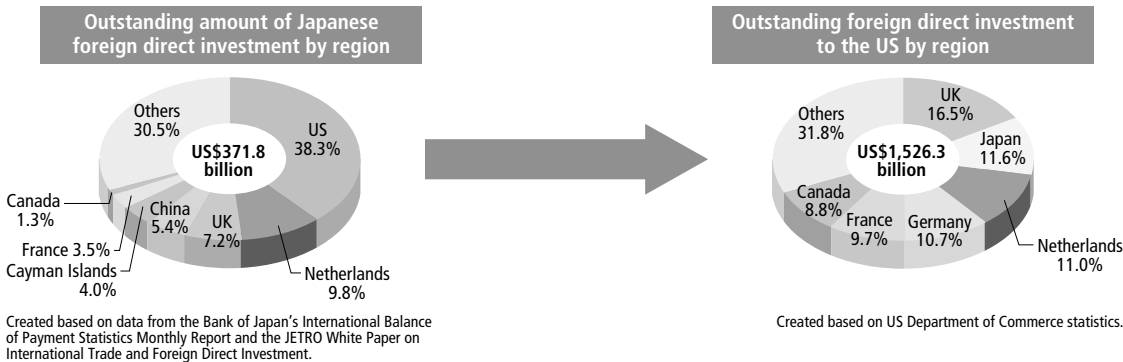 Outstanding amount of Japanese
foreign direct investment by region
Others
30.5%
US
38.3%
US$371.8
billion
Canada
1.3%
China
5.4%
UK
7.2%
France 3.5%
Cayman Islands
4.0%
Netherlands
9.8%
Created based on data from the Bank of Japan's International Balance
of Payment Statistics Monthly Report and the JETRO White Paper on
International Trade and Foreign Direct Investment.
Outstanding foreign direct investment
to the US by region
UK
16.5%
Others
31.8%
Japan
11.6%
US$1,526.3
billion
Canada
8.8%
France
9.7%
Germany
10.7%
Netherlands
11.0%
Created based on US Department of Commerce statistics.